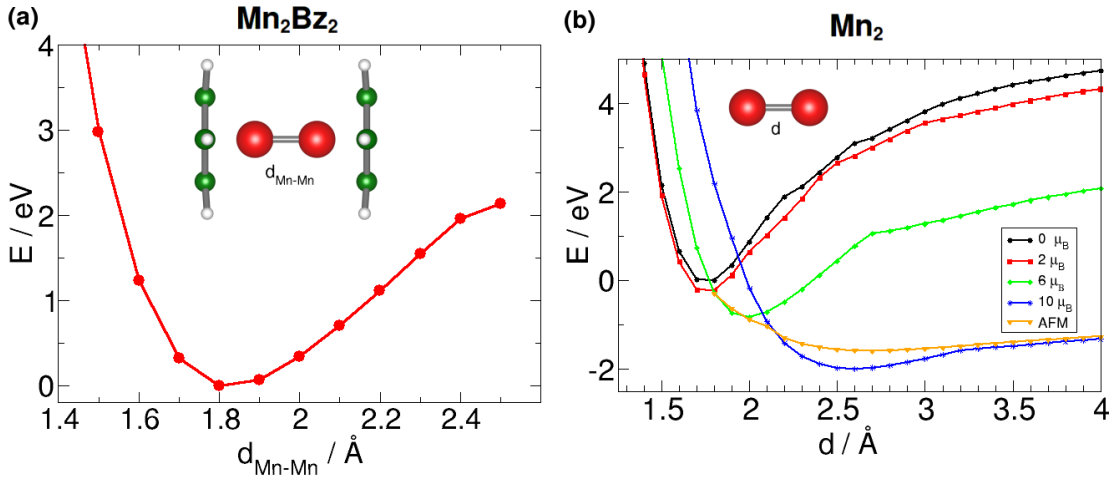 (a)
Mn2Bz2
E / eV
4
3
2
1
0
1.4
1.6
1.8
2
2.2
2.4
dMn-Mn / Å
dMn-Mn
(b)
Mn2
E / eV
4
2
0
-2
1.5
2
2.5
3
3.5
4
d / Å
d
0 μB
2 μB
6 μB
10 μB
AFM